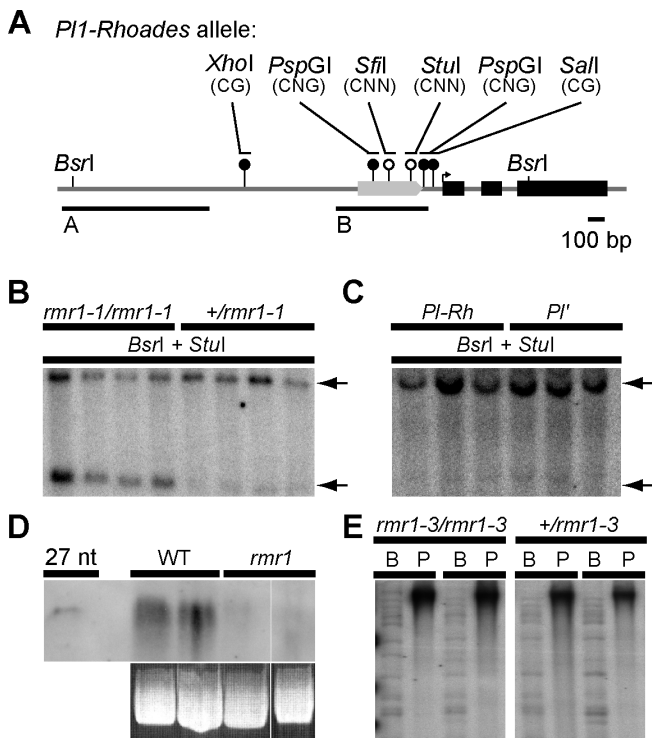 A Pl1-Rhoades allele:
XhoI PspGI SfiI StuI PspGI SalI
(CG) (CNG) (CNN) (CNN) (CNG) (CG)
BsrI BsrI
A B 100 bp
B rmr1-1/rmr1-1 +/rmr1-1
BsrI + StuI
C Pl-Rh Pl'
BsrI + StuI
D 27 nt WT rmr1
E rmr1-3/rmr1-3 +/rmr1-3
B P B P B P B P